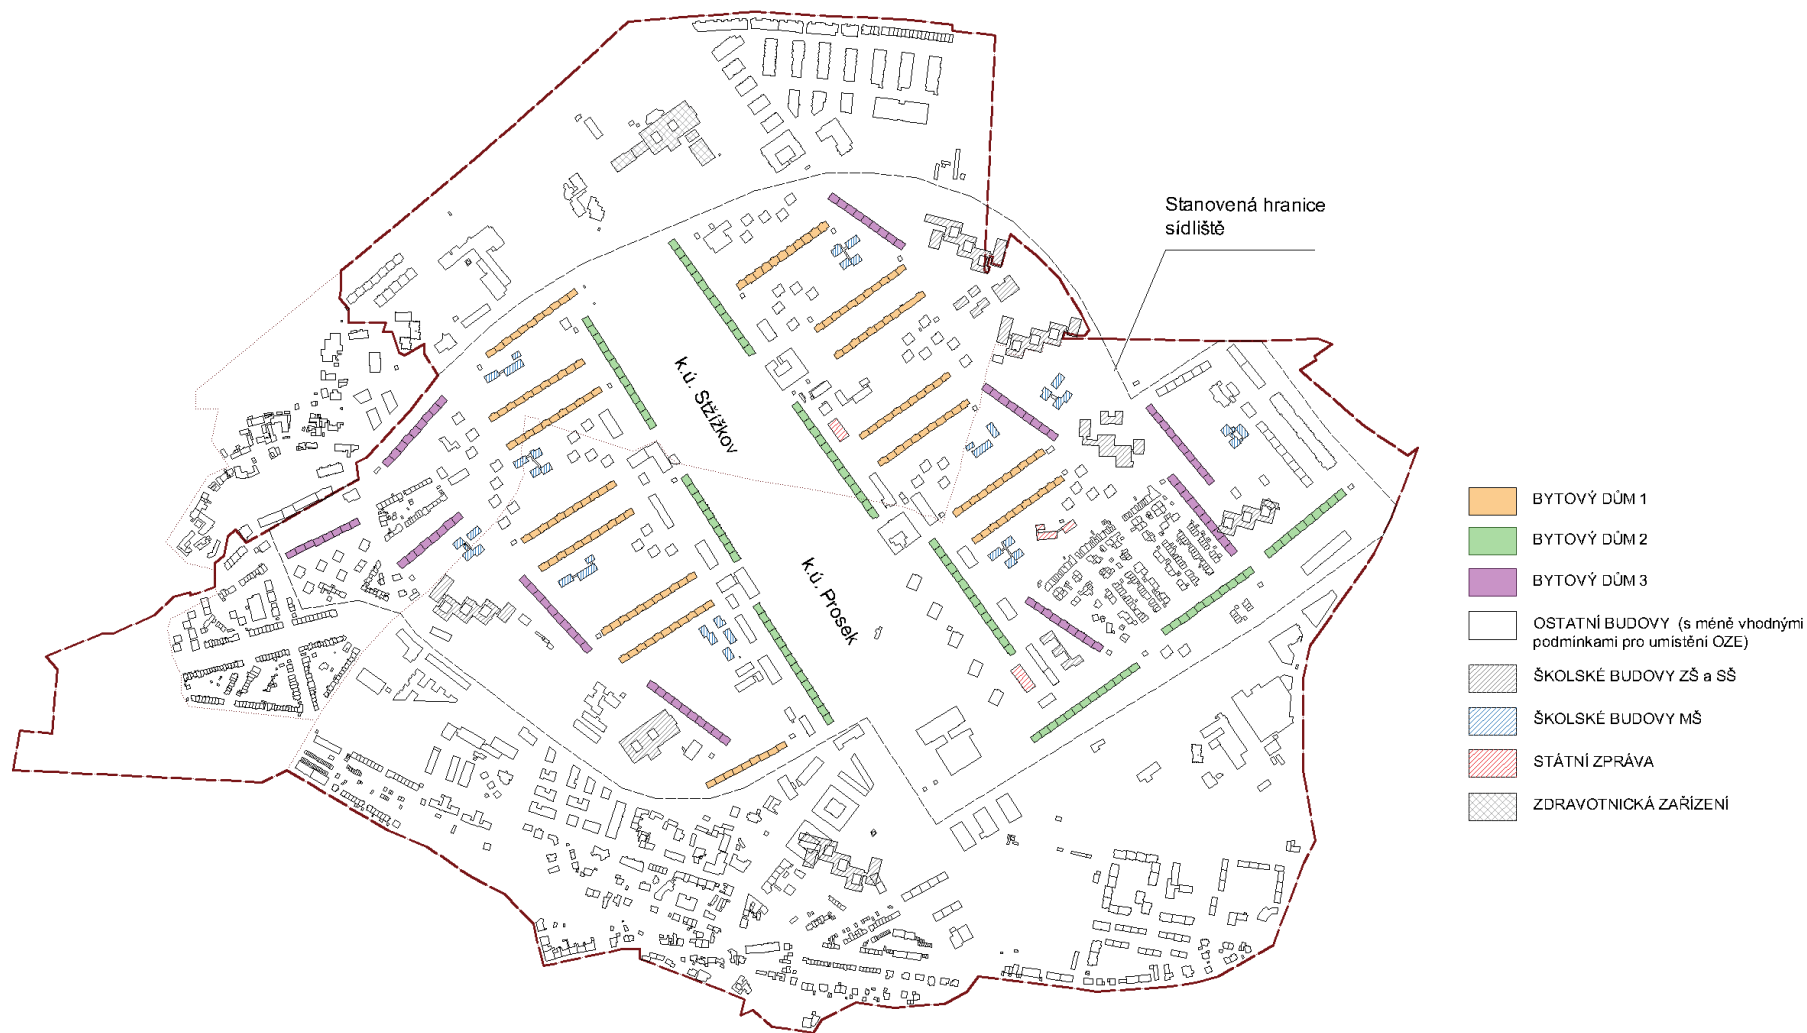 Stanovená hranice
sídliště
k.ú. Stžížkov
k.ú. Prosek
BYTOVÝ DŮM 1
BYTOVÝ DŮM 2
BYTOVÝ DŮM 3
OSTATNÍ BUDOVY (s méně vhodnými
podmínkami pro umístění OZE)
ŠKOLSKÉ BUDOVY ZŠ a SŠ
ŠKOLSKÉ BUDOVY MŠ
STÁTNÍ ZPRÁVA
ZDRAVOTNICKÁ ZAŘÍZENÍ